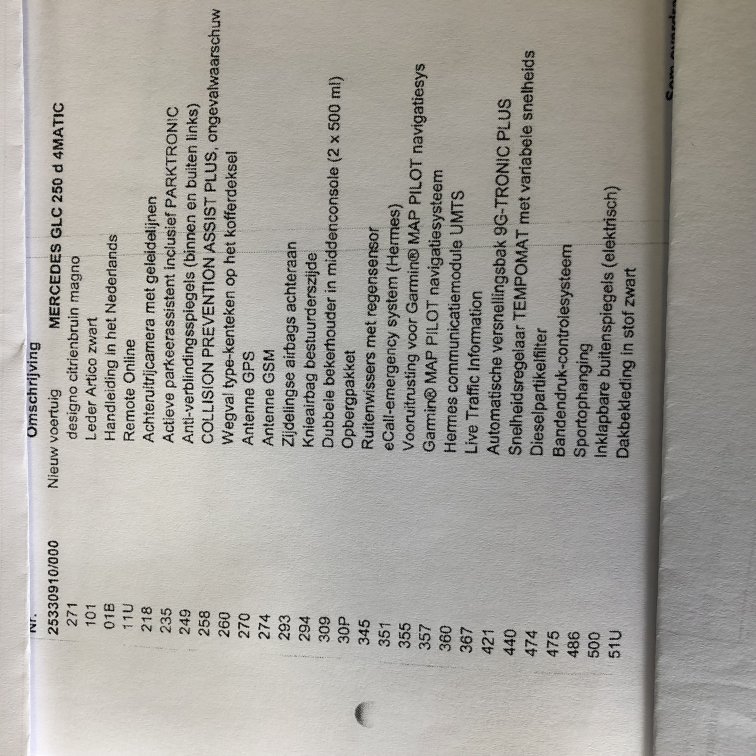 Nr. Omschrijving
25330910/000 Nieuw voertuig MERCEDES GLC 250 d 4MATIC
271 designo citrienbruin magno
101 Leder Artico zwart
01B Handleiding in het Nederlands
11U Remote Online
218 Achteruitrijcamera met geleidelijnen
235 Actieve parkeerassistent inclusief PARKTRONIC
249 Anti-verblindingsspiegels (binnen en buiten links)
258 COLLISION PREVENTION ASSIST PLUS, ongevalwaarschuw
260 Wegval type-kenteken op het kofferdeksel
270 Antenne GPS
274 Antenne GSM
293 Zijdelingse airbags achteraan
294 Knieairbag bestuurderszijde
309 Dubbele bekerhouder in middenconsole (2 x 500 ml)
30P Opbergpakket
345 Ruitenwissers met regensensor
351 eCall-emergency system (Hermes)
355 Vooruitrusting voor Garmin® MAP PILOT navigatiesys
357 Garmin® MAP PILOT navigatiesysteem
360 Hermes communicatiemodule UMTS
367 Live Traffic Information
421 Automatische versnellingsbak 9G-TRONIC PLUS
440 Snelheidsregelaar TEMPOMAT met variabele snelheids
474 Dieselpartikelfilter
475 Bandendruk-controlesysteem
486 Sportophanging
500 Inklapbare buitenspiegels (elektrisch)
51U Dakbekleding in stof zwart